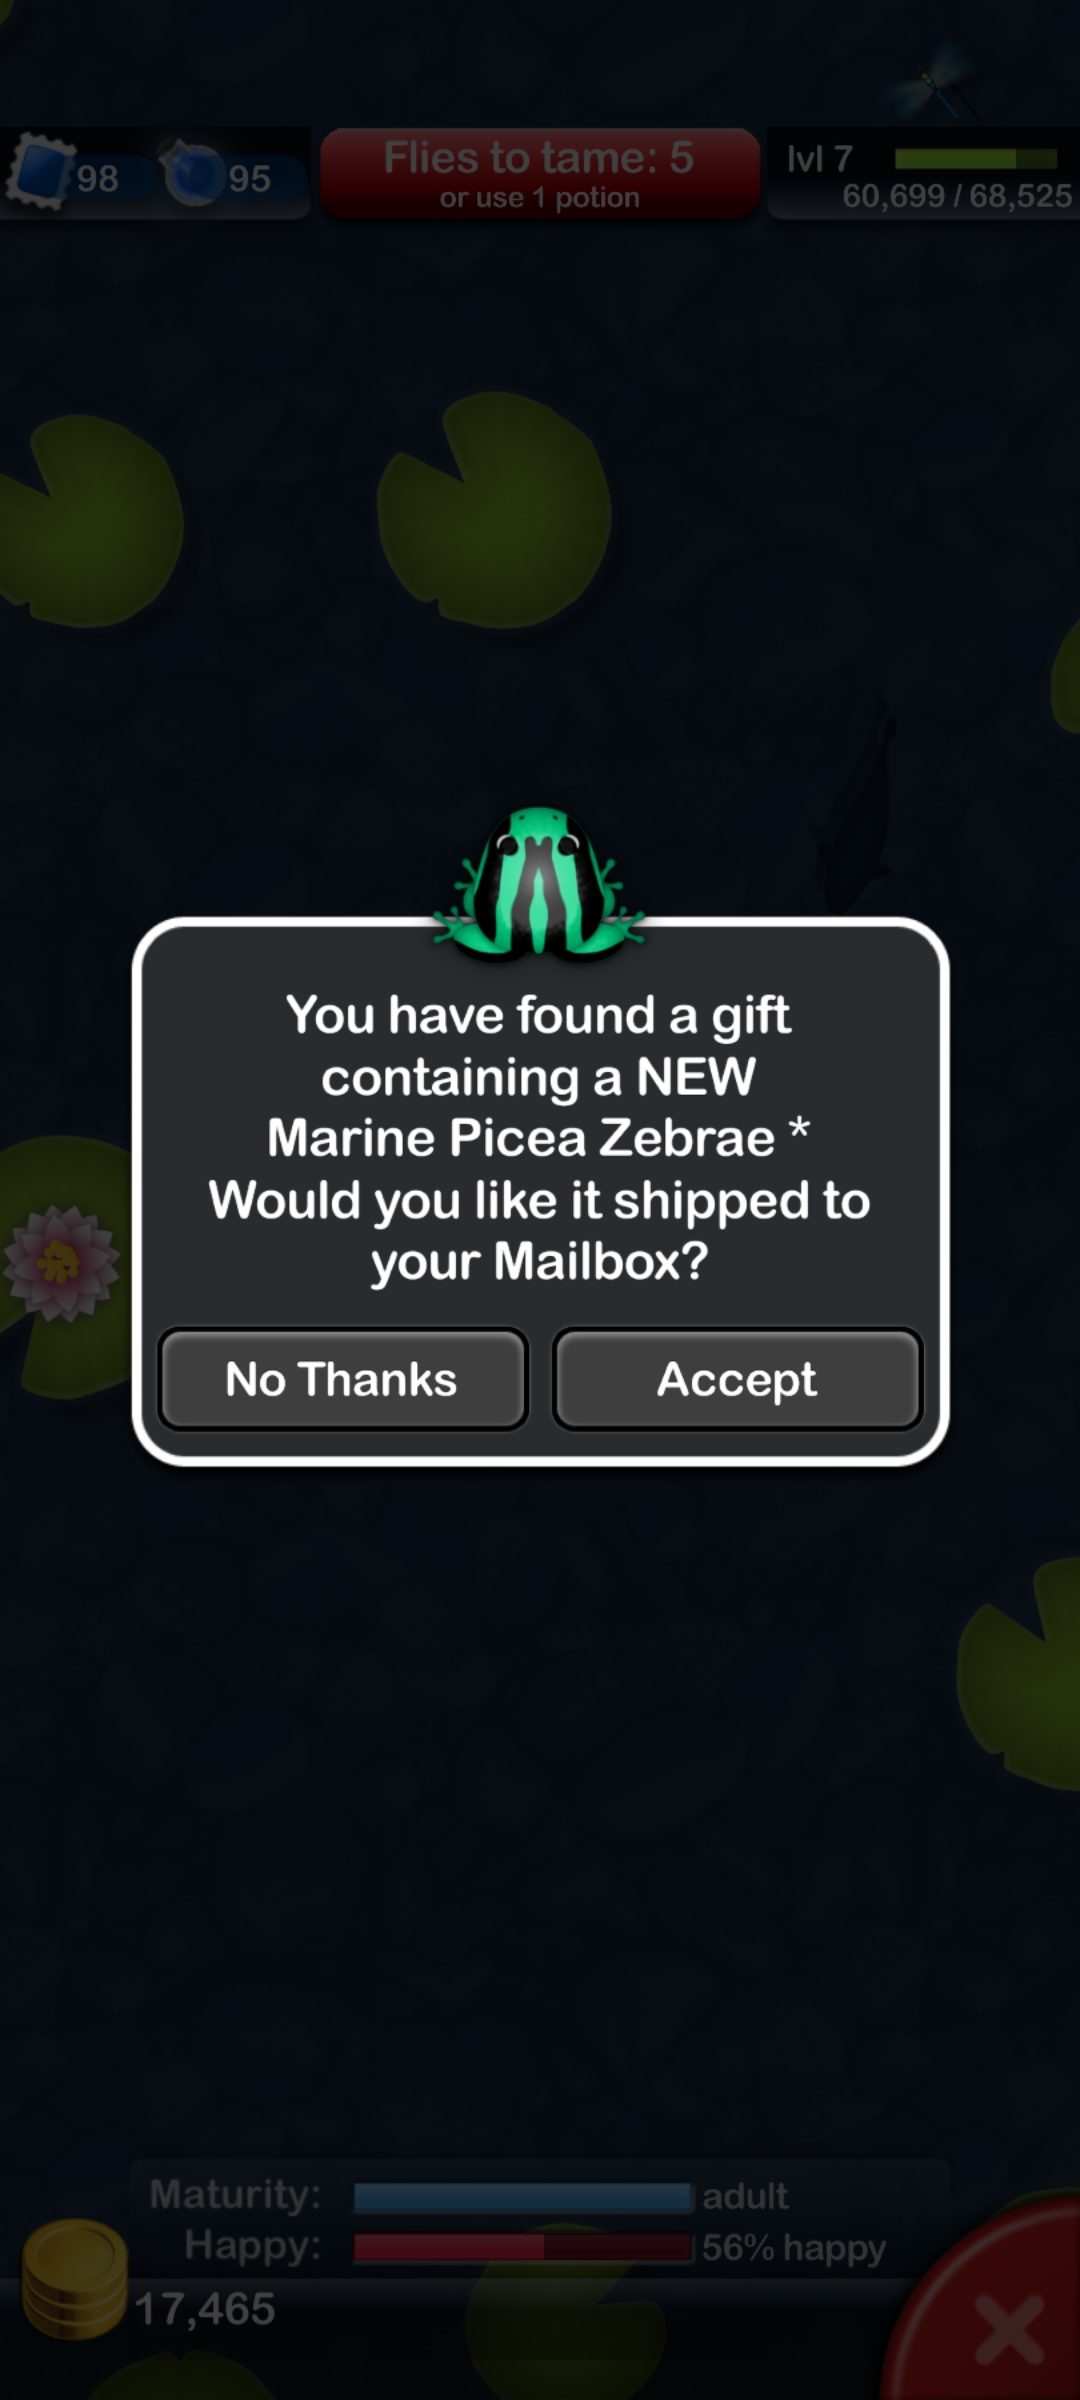 98
95
Flies to tame: 5
or use 1 potion
lvl 7
60,699 / 68,525
You have found a gift
containing a NEW
Marine Picea Zebrae *
Would you like it shipped to
your Mailbox?
No Thanks
Accept
Maturity:
adult
Happy:
56% happy
17,465